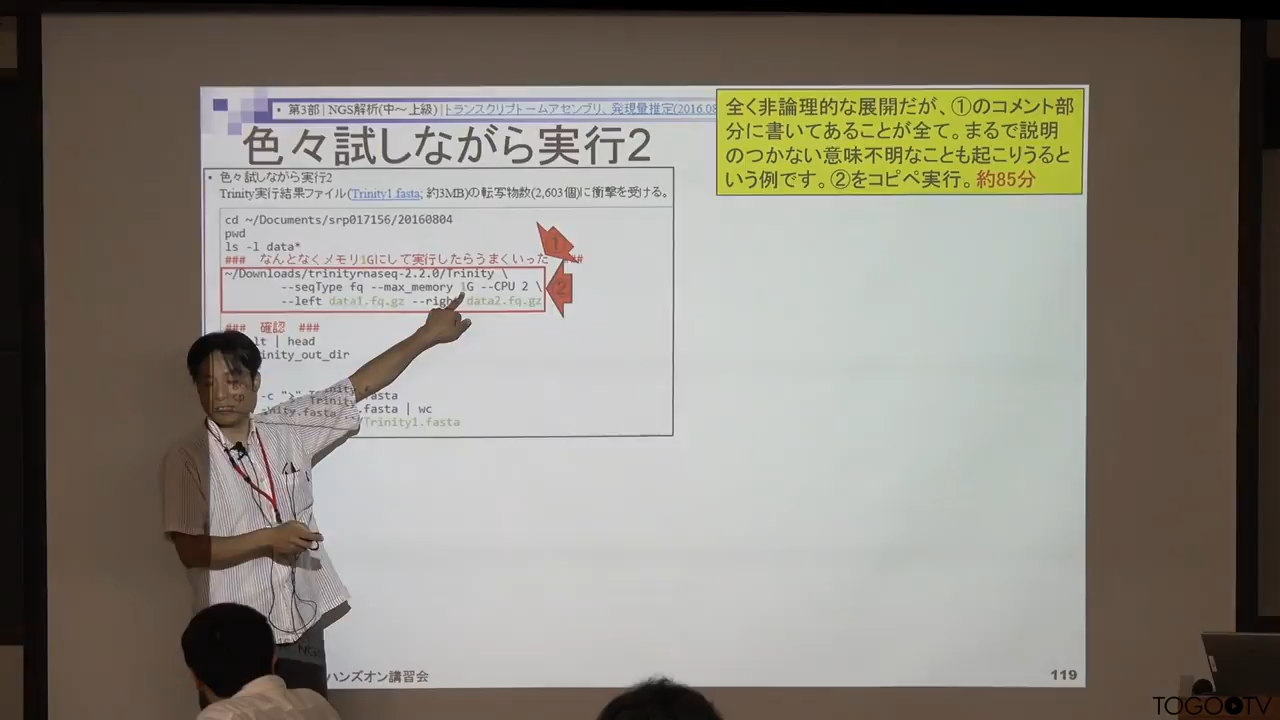 • 第3部 | NGS解析(中～上級) | トランスクリプトームアセンブリ、発現量推定(2016.08
色々試しながら実行2
全く非論理的な展開だが、①のコメント部
分に書いてあることが全て。まるで説明
のつかない意味不明なことも起こりうると
いう例です。②をコピペ実行。約85分
• 色々試しながら実行2
Trinity実行結果ファイル(Trinity1.fasta; 約3MB)の転写物数(2,603個)に衝撃を受ける。
cd ~/Documents/srp017156/20160804
pwd
ls -l data*
### なんとなくメモリ1Gにして実行したらうまくいった ##
①
~/Downloads/trinityrnaseq-2.2.0/Trinity \
--seqType fq --max_memory 1G --CPU 2 \
②
--left data1.fq.gz --right data2.fq.gz
### 確認 ###
lt | head
inity_out_dir
-c ">" Trinity.fasta
.fasta | wc
Trinity1.fasta
ハンズオン講習会
119
TOGOTV